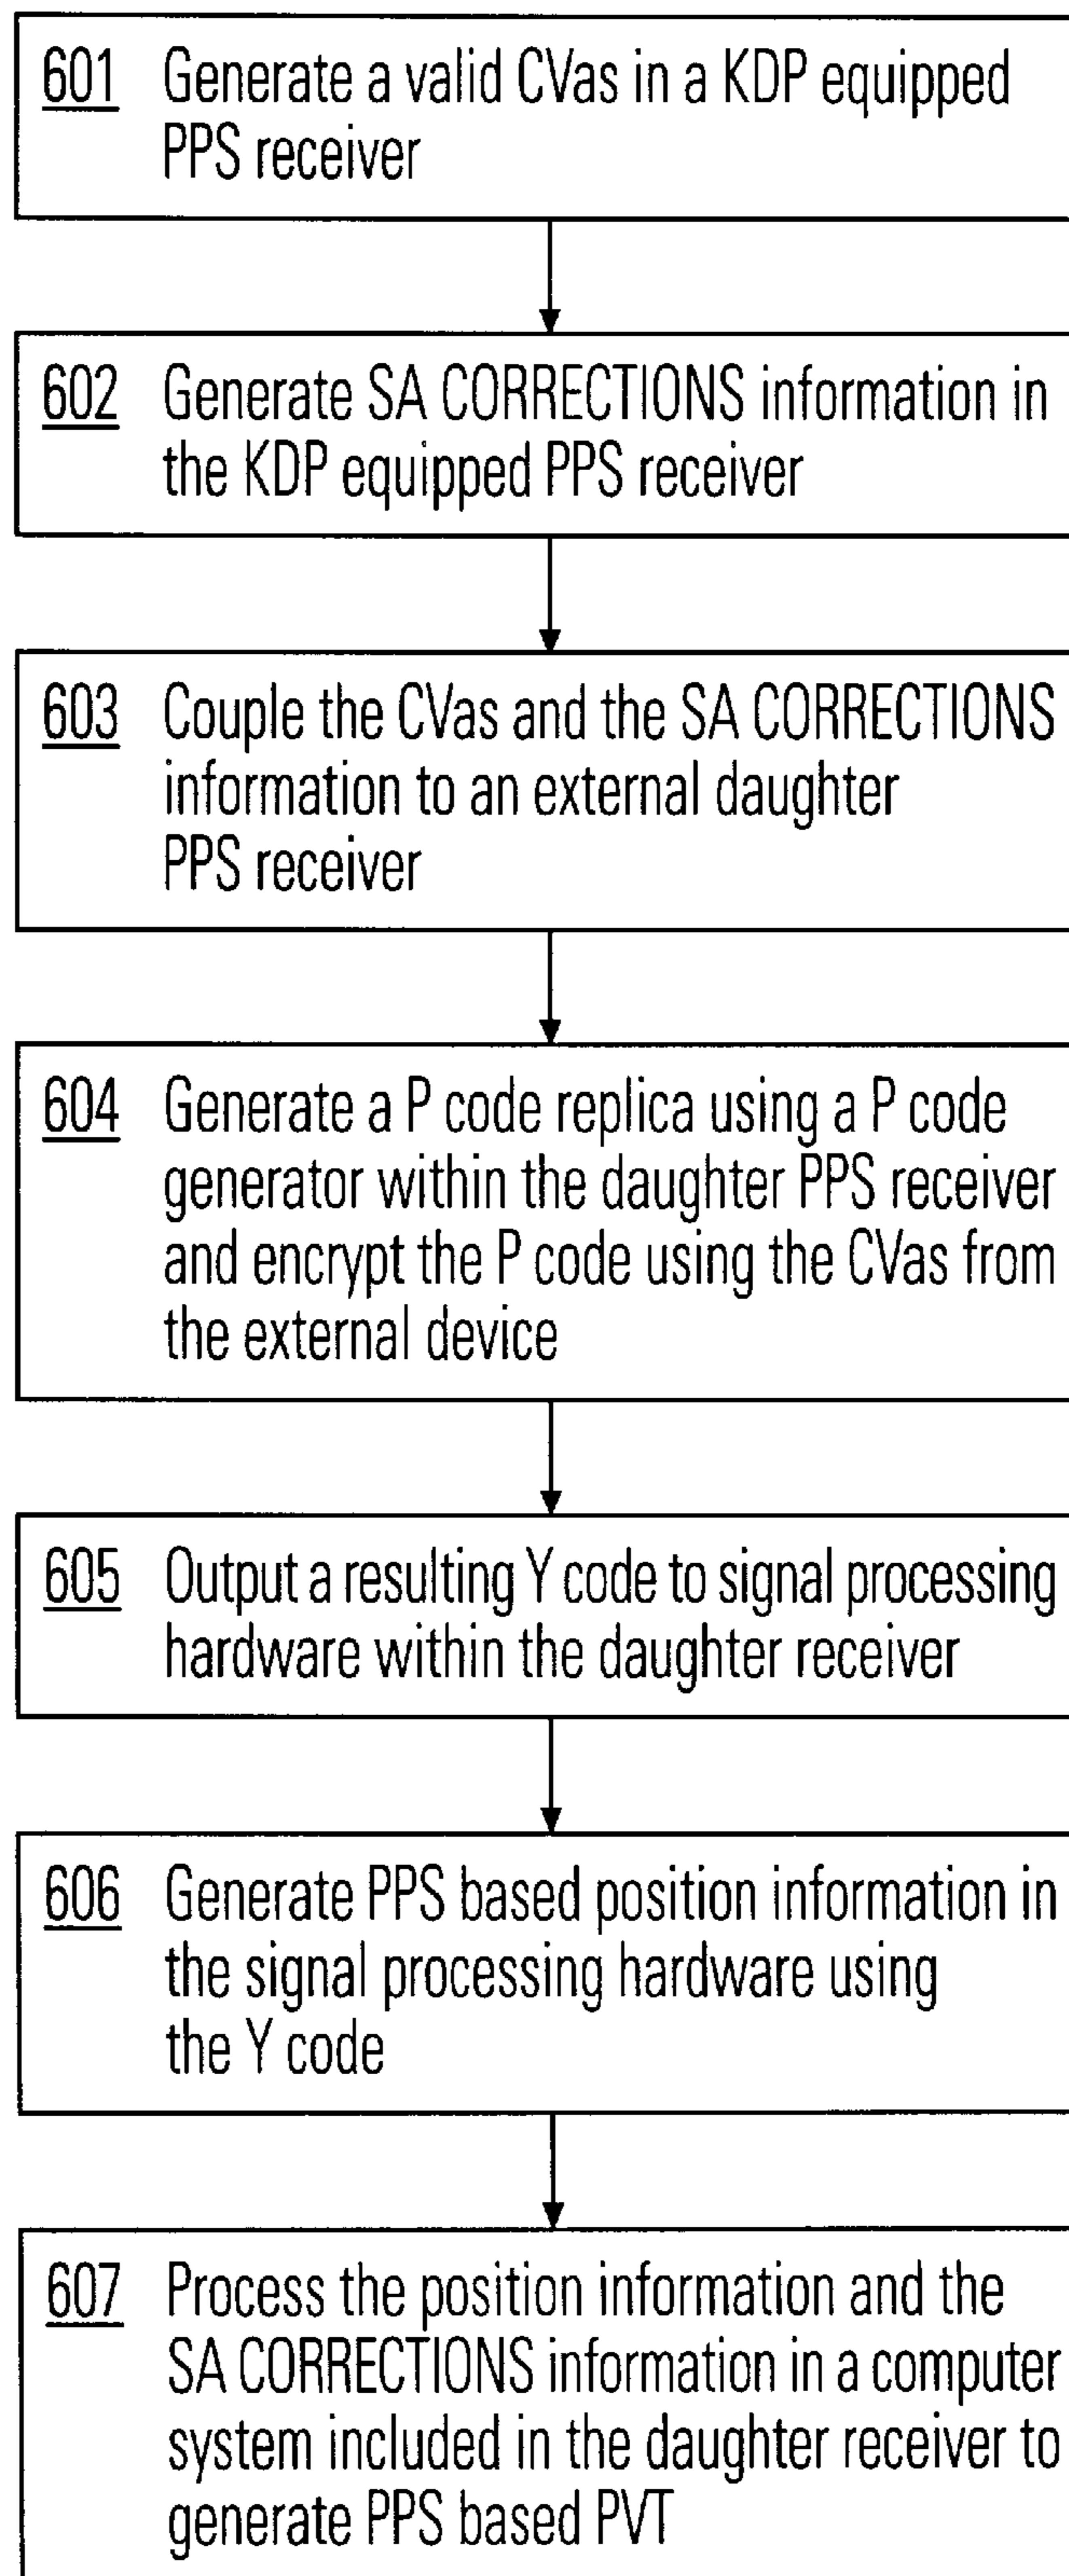 601 Generate a valid CVas in a KDP equipped
PPS receiver
602 Generate SA CORRECTIONS information in
the KDP equipped PPS receiver
603 Couple the CVas and the SA CORRECTIONS
information to an external daughter
PPS receiver
604 Generate a P code replica using a P code
generator within the daughter PPS receiver
and encrypt the P code using the CVas from
the external device
605 Output a resulting Y code to signal processing
hardware within the daughter receiver
606 Generate PPS based position information in
the signal processing hardware using
the Y code
607 Process the position information and the
SA CORRECTIONS information in a computer
system included in the daughter receiver to
generate PPS based PVT